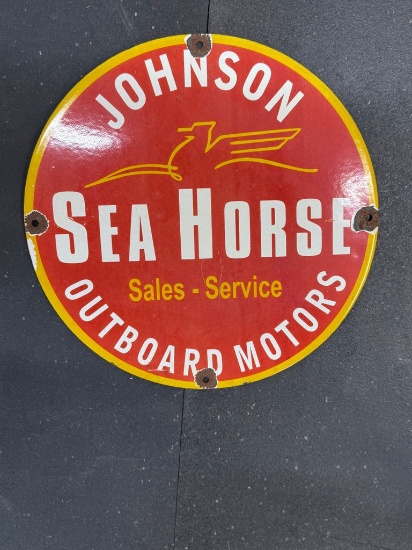 JOHNSON
SEA HORSE
Sales - Service
OUTBOARD MOTORS